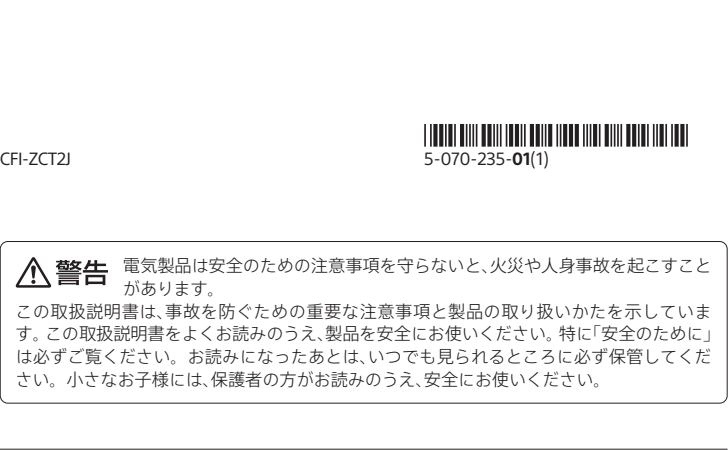 CFI-ZCT2J
5-070-235-01(1)
警告 電気製品は安全のための注意事項を守らないと、火災や人身事故を起こすこと
があります。
この取扱説明書は、事故を防ぐための重要な注意事項と製品の取り扱いかたを示していま
す。この取扱説明書をよくお読みのうえ、製品を安全にお使いください。特に「安全のために」
は必ずご覧ください。お読みになったあとは、いつでも見られるところに必ず保管してくだ
さい。小さなお子様には、保護者の方がお読みのうえ、安全にお使いください。